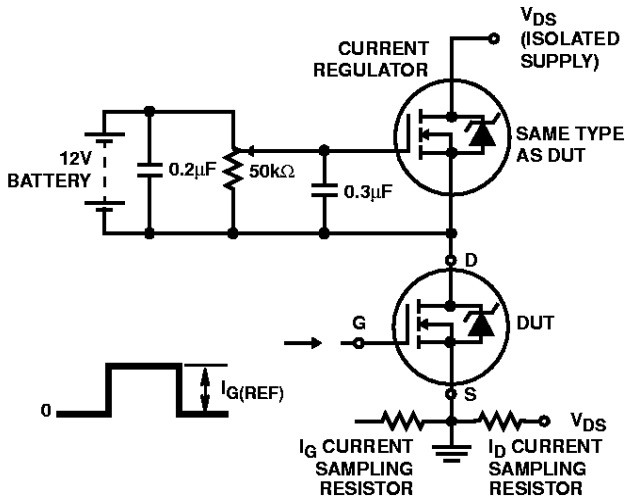 V_DS
(ISOLATED
SUPPLY)
CURRENT
REGULATOR
SAME TYPE
AS DUT
12V
BATTERY
0.2μF
50kΩ
0.3μF
D
DUT
G
S
0
I_G(REF)
V_DS
I_G CURRENT
SAMPLING
RESISTOR
I_D CURRENT
SAMPLING
RESISTOR